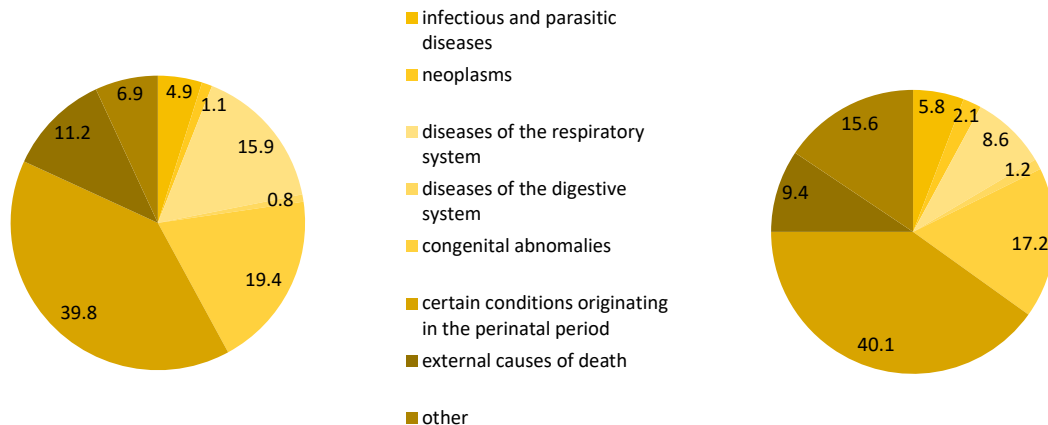 infectious and parasitic
diseases
neoplasms
diseases of the respiratory
system
diseases of the digestive
system
congenital abnomalies
certain conditions originating
in the perinatal period
external causes of death
other
4.9
1.1
15.9
0.8
19.4
39.8
11.2
6.9
5.8
2.1
8.6
1.2
17.2
40.1
9.4
15.6